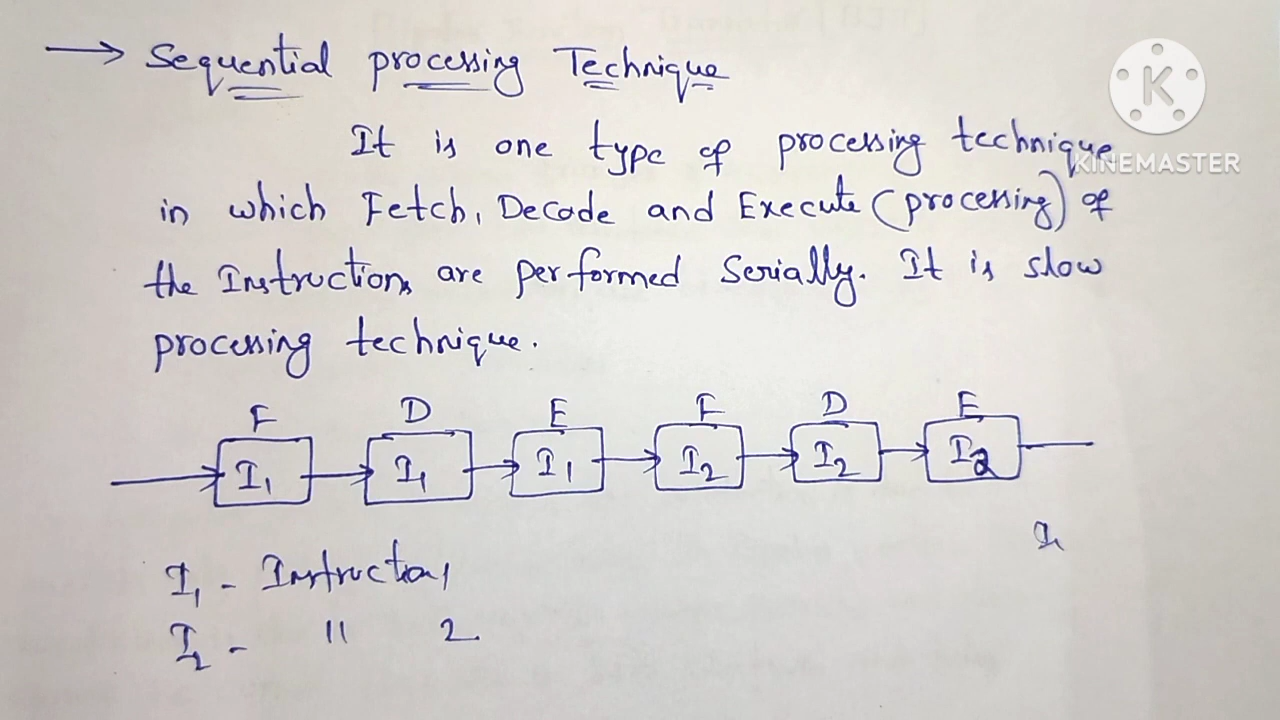 → Sequential processing Technique
It is one type of processing technique
in which Fetch, Decode and Execute (processing) of
the Instructions are performed Serially. It is slow
processing technique.
F D E F D E
I1 I1 I1 I2 I2 I2
I1 - Instruction 1
I2 - " 2
K
KINEMASTER